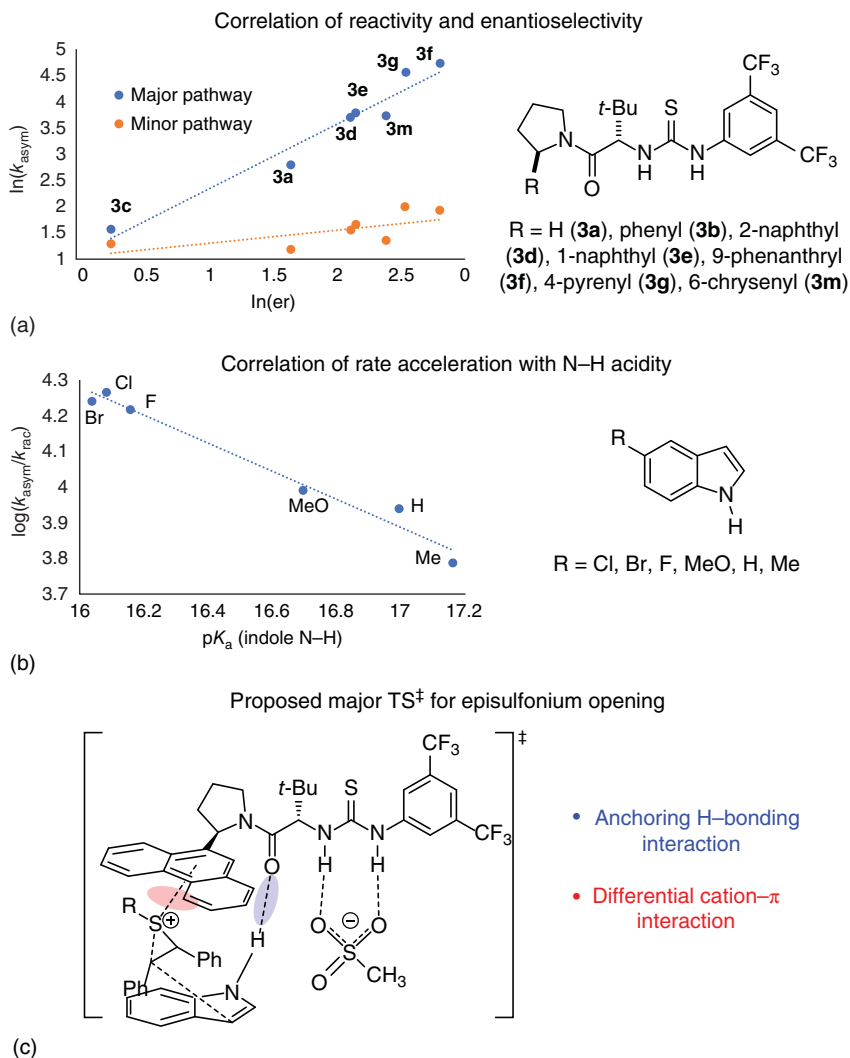 Correlation of reactivity and enantioselectivity
5
4.5
4
3.5
3
2.5
2
1.5
1
ln(k_asym)
Major pathway
Minor pathway
3c
3a
3d
3e
3m
3g
3f
0
0.5
1
1.5
2
2.5
0
ln(er)
(a)
CF3
t-Bu
S
N
N
H
N
H
O
R
CF3
R = H (3a), phenyl (3b), 2-naphthyl
(3d), 1-naphthyl (3e), 9-phenanthryl
(3f), 4-pyrenyl (3g), 6-chrysenyl (3m)
Correlation of rate acceleration with N–H acidity
4.3
4.2
4.1
4
3.9
3.8
3.7
log(k_asym/k_rac)
Cl
Br
F
MeO
H
Me
16
16.2
16.4
16.6
16.8
17
17.2
pK_a (indole N–H)
(b)
R
N
H
R = Cl, Br, F, MeO, H, Me
Proposed major TS‡ for episulfonium opening
‡
CF3
t-Bu
S
N
N
N
H
H
O
CF3
R
S
+
H
O
−
O
S
O
CH3
Ph
Ph
N
• Anchoring H–bonding
interaction
• Differential cation–π
interaction
(c)